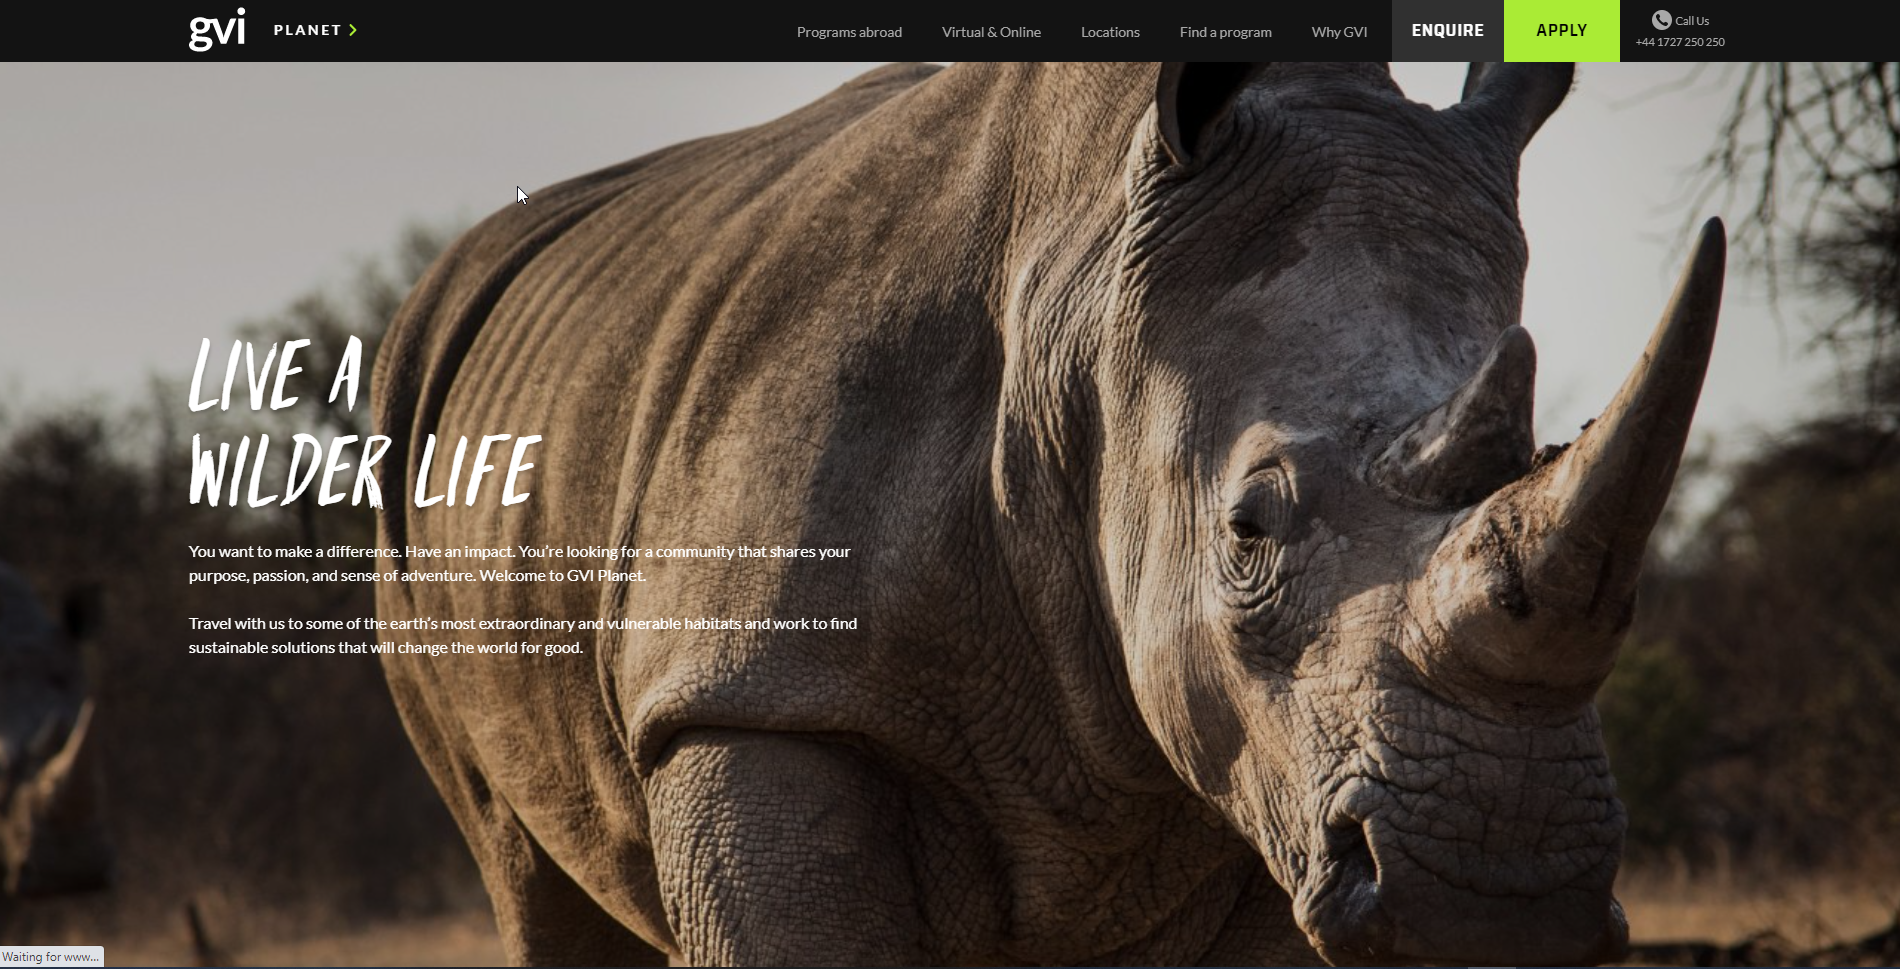 gvi
PLANET
Programs abroad
Virtual & Online
Locations
Find a program
Why GVI
ENQUIRE
APPLY
Call Us
+44 1727 250 250
LIVE A
WILDER LIFE
You want to make a difference. Have an impact. You’re looking for a community that shares your
purpose, passion, and sense of adventure. Welcome to GVI Planet.
Travel with us to some of the earth’s most extraordinary and vulnerable habitats and work to find
sustainable solutions that will change the world for good.
Waiting for www...